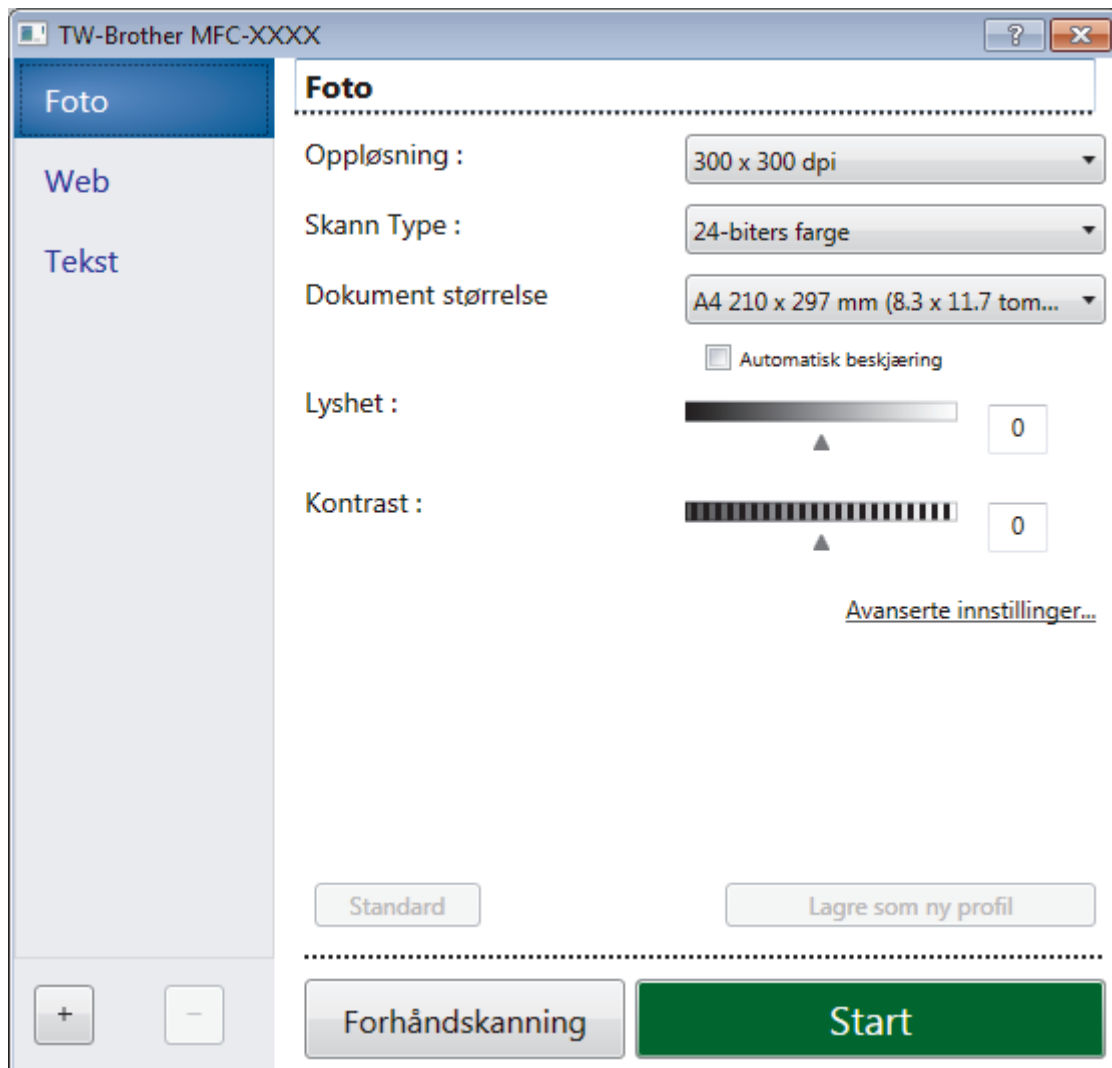 TW-Brother MFC-XXXX
?
Foto
Web
Tekst
Foto
Oppløsning :
300 x 300 dpi
Skann Type :
24-biters farge
Dokument størrelse
A4 210 x 297 mm (8.3 x 11.7 tom...
Automatisk beskjæring
Lyshet :
0
Kontrast :
0
Avanserte innstillinger...
Standard
Lagre som ny profil
+
−
Forhåndskanning
Start